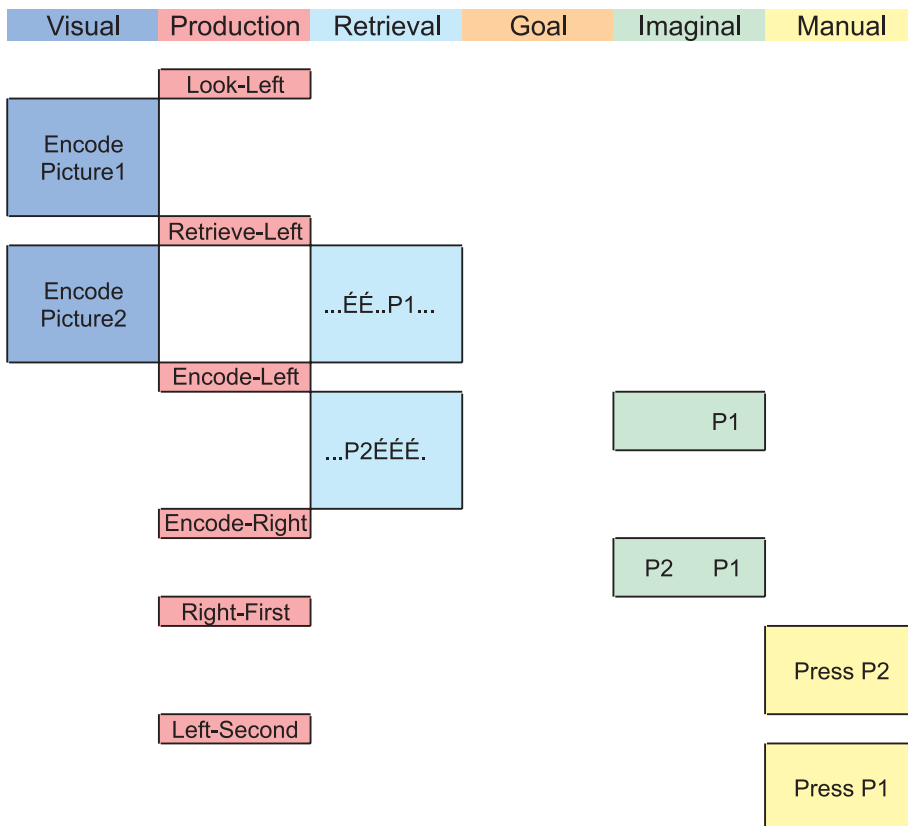 Visual Production Retrieval Goal Imaginal Manual
Look-Left
Encode
Picture1
Retrieve-Left
Encode
Picture2
...ÉÉ..P1...
Encode-Left
P1
...P2ÉÉÉ.
Encode-Right
P2 P1
Right-First
Press P2
Left-Second
Press P1